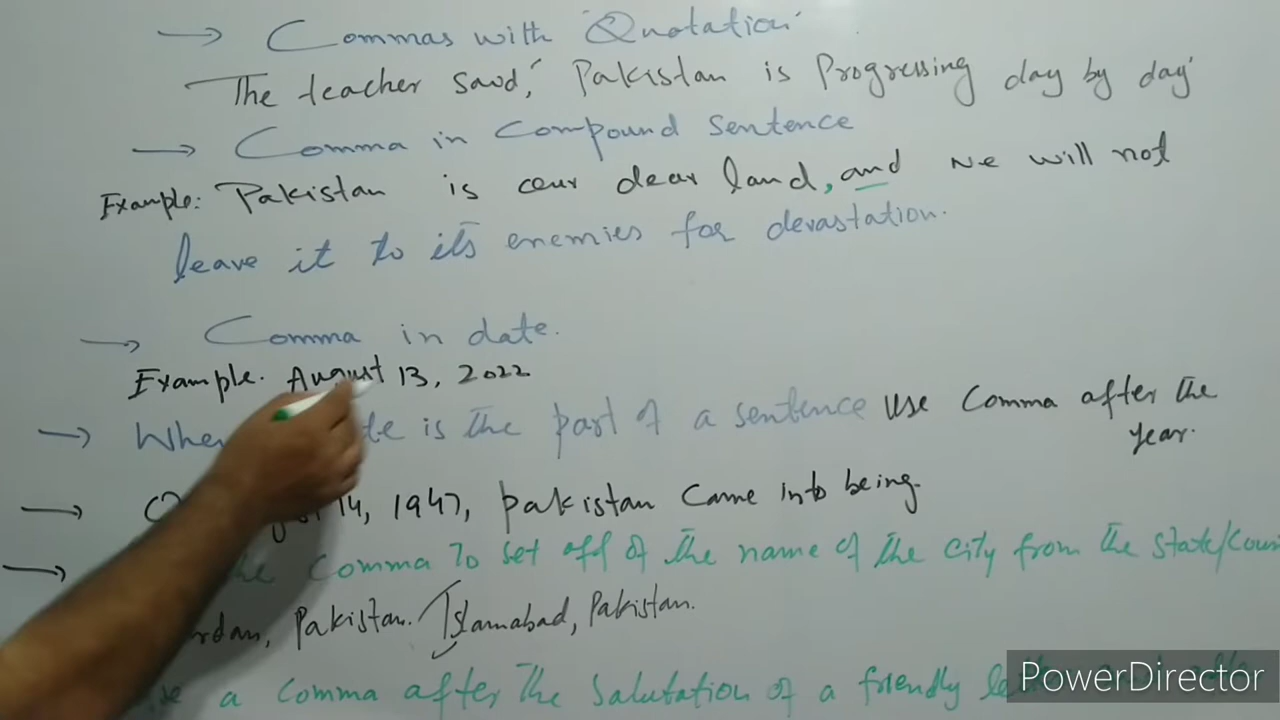 → Commas with 'Quotation'
The teacher said,' Pakistan is Progressing day by day'
→ Comma in Compound sentence
Example: Pakistan is our dear land, and we will not
leave it to its enemies for devastation.
→ Comma in date.
Example. August 13, 2022
→ is the part of a sentence use Comma after the
year.
→ 14, 1947, Pakistan Came into being.
→ the Comma To set off of the name of the city from the state/
Pakistan. Islamabad, Pakistan.
a comma after the Salutation of a friendly
PowerDirector